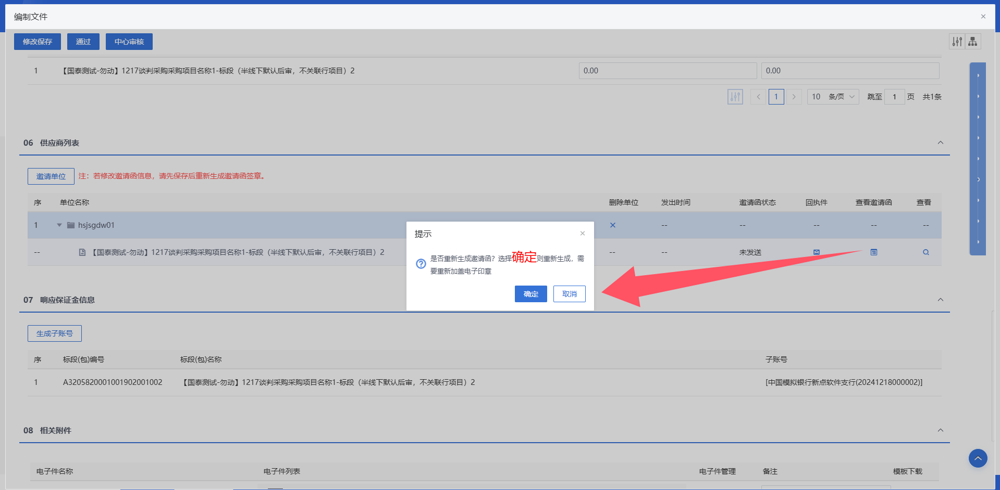 编制文件
修改保存 通过 中心审核
1 【国泰测试-勿动】1217谈判采购采购项目名称1-标段（半线下默认后审，不关联行项目）2 0.00 0.00
1 10 条/页 跳至 1 页 共1条
06 供应商列表
邀请单位 注：若修改邀请函信息，请先保存后重新生成邀请函签章。
序 单位名称 删除单位 发出时间 邀请函状态 回执件 查看邀请函 查看
1 hsjsgdw01 -- -- -- -- --
-- 【国泰测试-勿动】1217谈判采购采购项目名称1-标段（半线下默认后审，不关联行项目）2 -- -- 未发送
提示
是否重新生成邀请函？选择确定则重新生成，需
要重新加盖电子印章
确定 取消
07 响应保证金信息
生成子账号
序 标段(包)编号 标段(包)名称 子账号
1 A3205820001001902001002 【国泰测试-勿动】1217谈判采购采购项目名称1-标段（半线下默认后审，不关联行项目）2 [中国模拟银行新点软件支行(20241218000002)]
08 相关附件
电子件名称 电子件列表 电子件管理 备注 模板下载